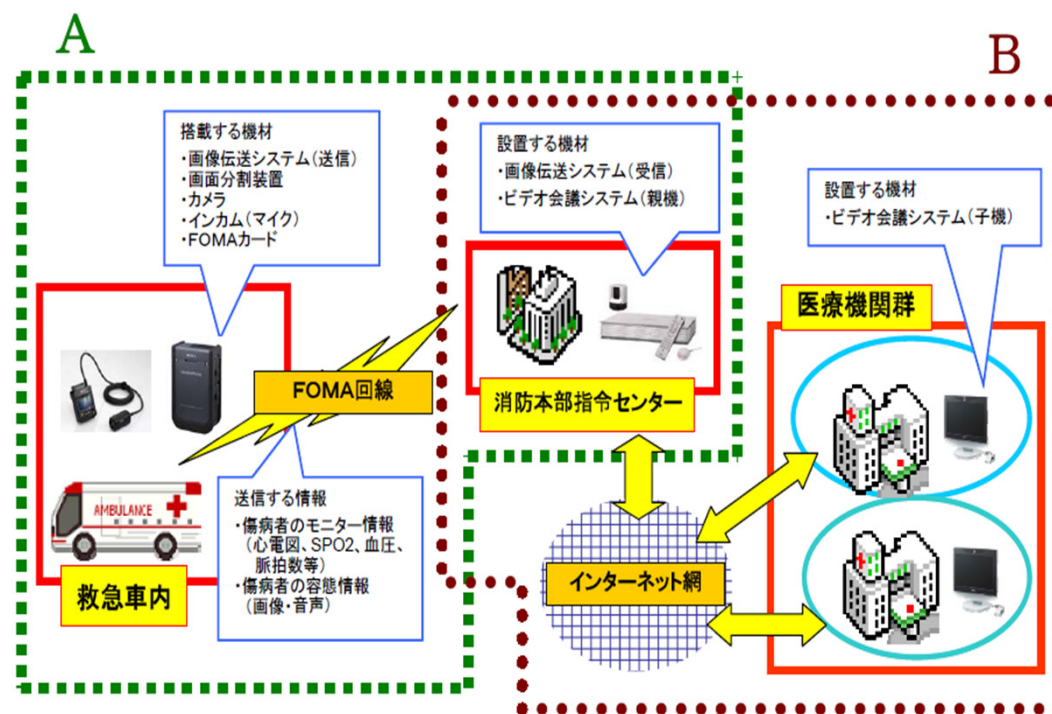 A
B
搭載する機材
・画像伝送システム(送信)
・画面分割装置
・カメラ
・インカム(マイク)
・FOMAカード
設置する機材
・画像伝送システム(受信)
・ビデオ会議システム(親機)
設置する機材
・ビデオ会議システム(子機)
医療機関群
FOMA回線
消防本部指令センター
AMBULANCE
救急車内
送信する情報
・傷病者のモニター情報
(心電図、SPO2、血圧、
脈拍数等)
・傷病者の容態情報
(画像・音声)
インターネット網